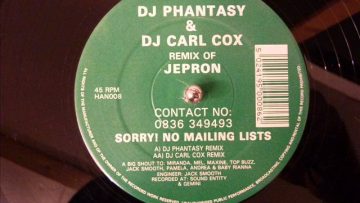 DJ PHANTASY
&
DJ CARL COX
REMIX OF
JEPRON
45 RPM
HAN008
CONTACT NO:
0836 349493
SORRY! NO MAILING LISTS
A) DJ PHANTASY REMIX
AA) DJ CARL COX REMIX
A BIG SHOUT TO: MIRANDA, MEL, MAXINE, TOP BUZZ,
JACK SMOOTH, PAMELA, ANDREA & BABY RIANNA
ENGINEER: JACK SMOOTH
RECORDED AT: SOUND ENTITY
& GEMINI